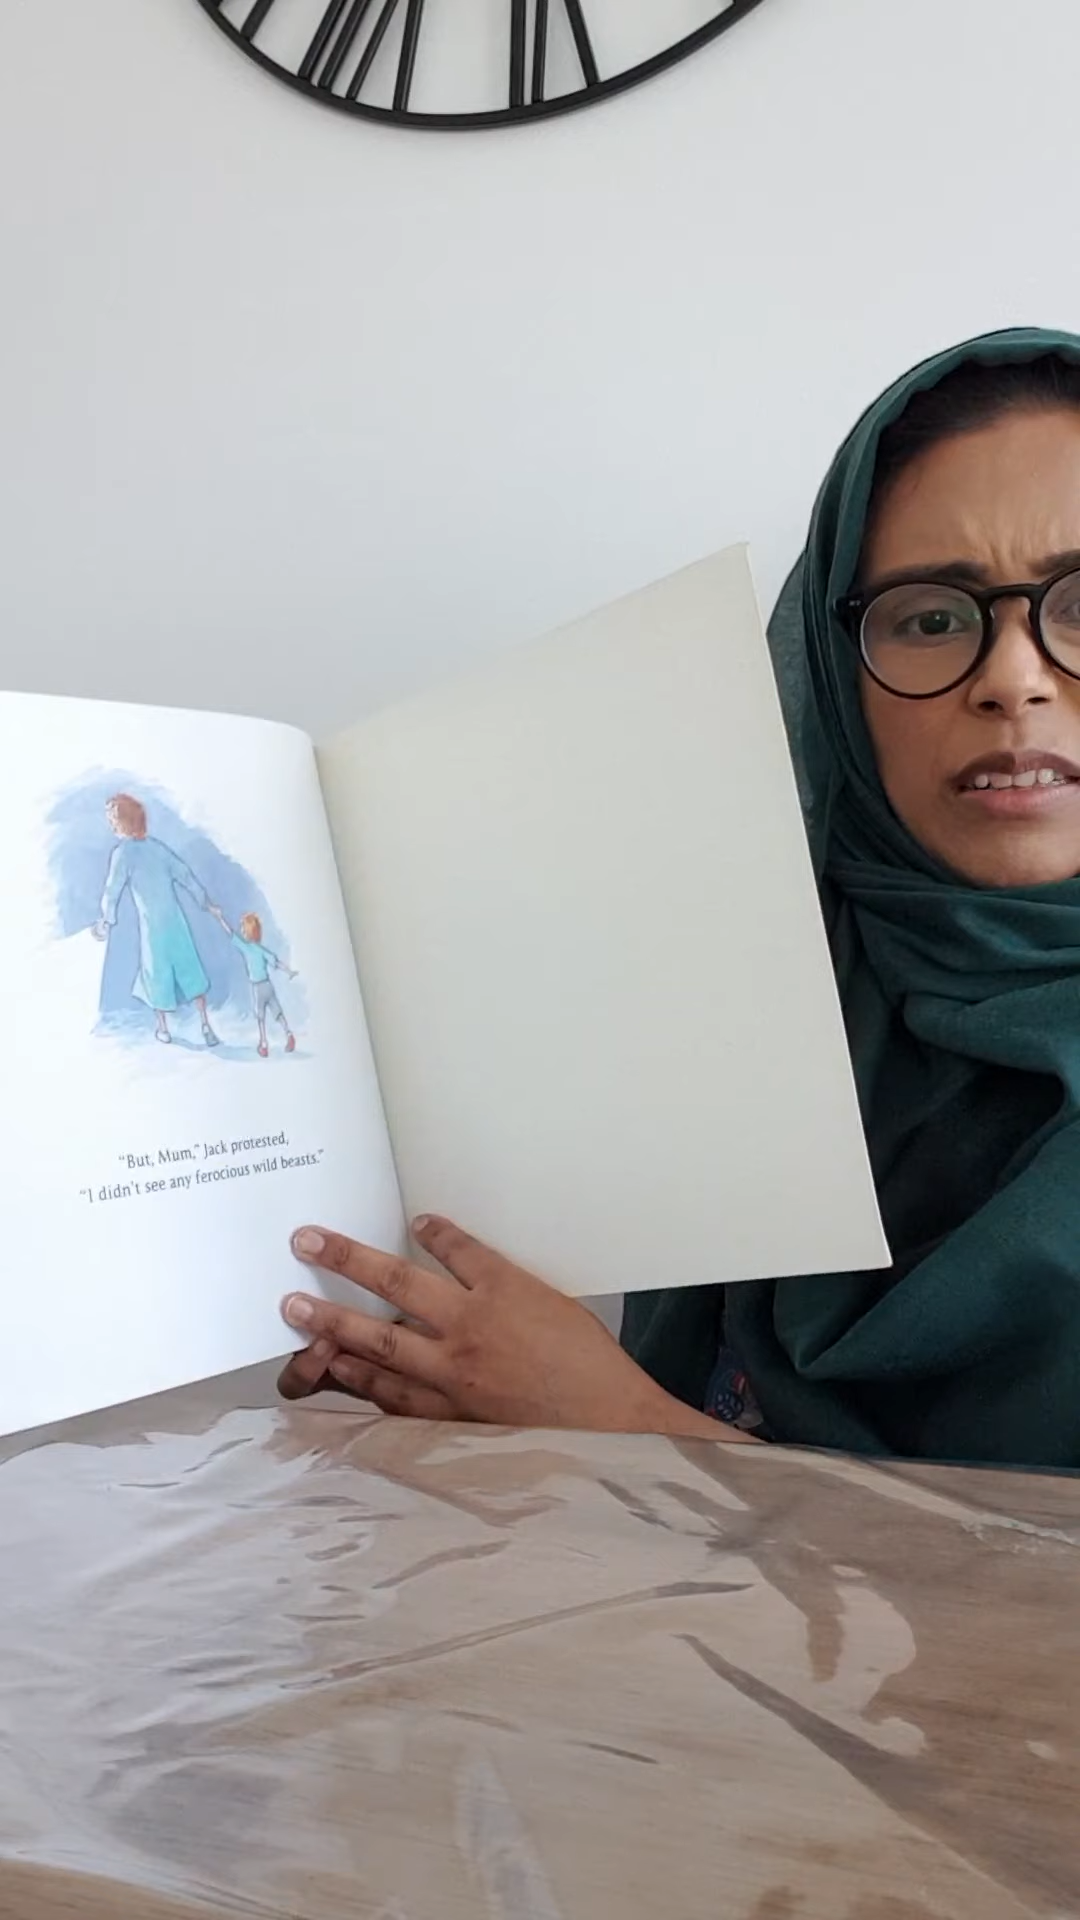 “But, Mum,” Jack protested,
“I didn't see any ferocious wild beasts.”